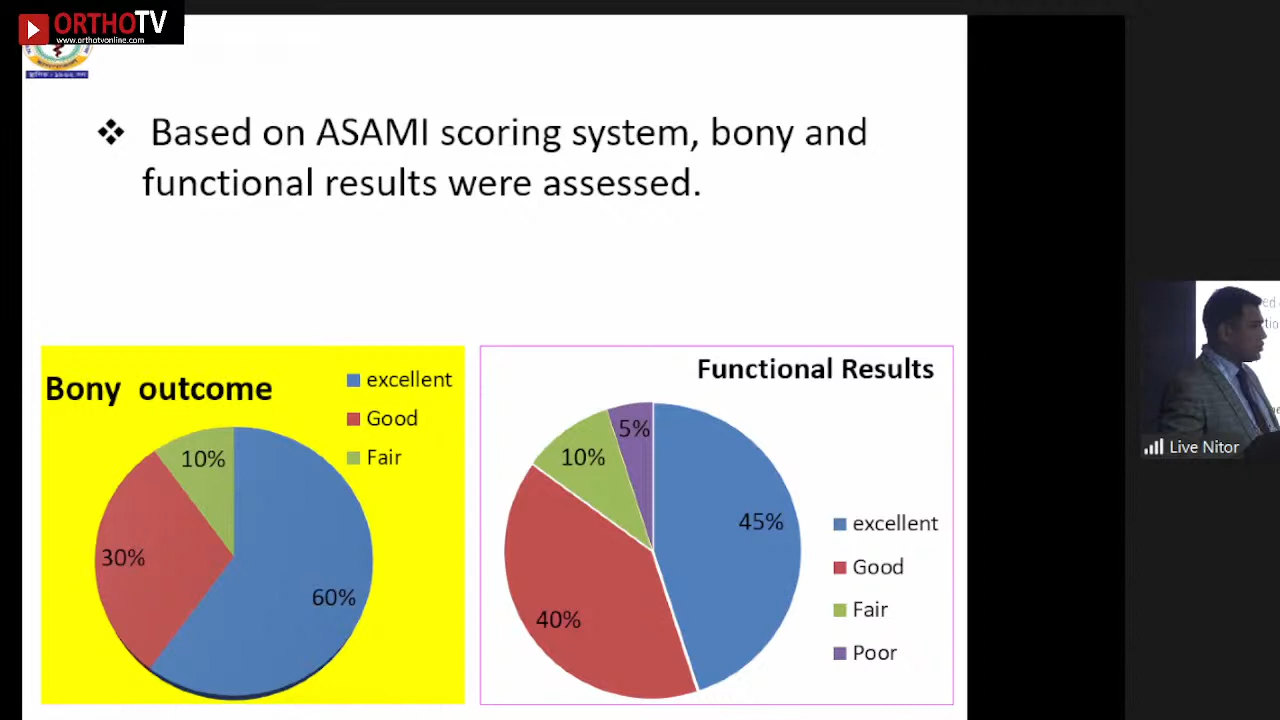 ORTHOTV
www.orthotvonline.com
❖ Based on ASAMI scoring system, bony and
functional results were assessed.
Bony outcome
excellent
Good
Fair
10%
30%
60%
Functional Results
5%
10%
45%
40%
excellent
Good
Fair
Poor
Live Nitor